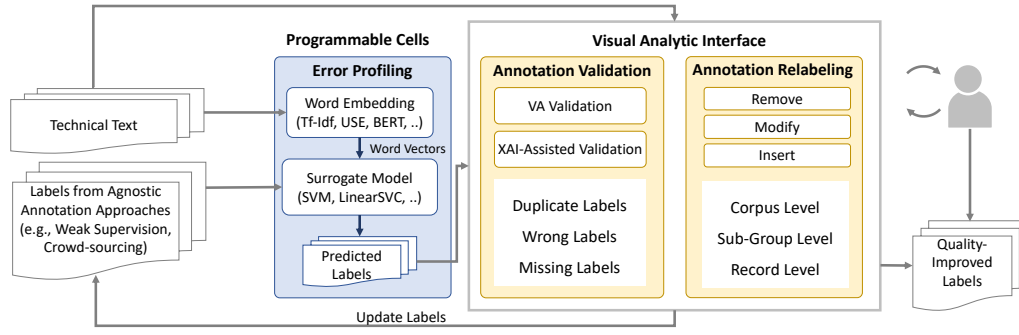 Programmable Cells
Visual Analytic Interface
Error Profiling
Annotation Validation
Annotation Relabeling
Technical Text
Word Embedding
(Tf-Idf, USE, BERT, ..)
Word Vectors
VA Validation
XAI-Assisted Validation
Remove
Modify
Insert
Labels from Agnostic
Annotation Approaches
(e.g., Weak Supervision,
Crowd-sourcing)
Surrogate Model
(SVM, LinearSVC, ..)
Predicted
Labels
Duplicate Labels
Wrong Labels
Missing Labels
Corpus Level
Sub-Group Level
Record Level
Quality-
Improved
Labels
Update Labels